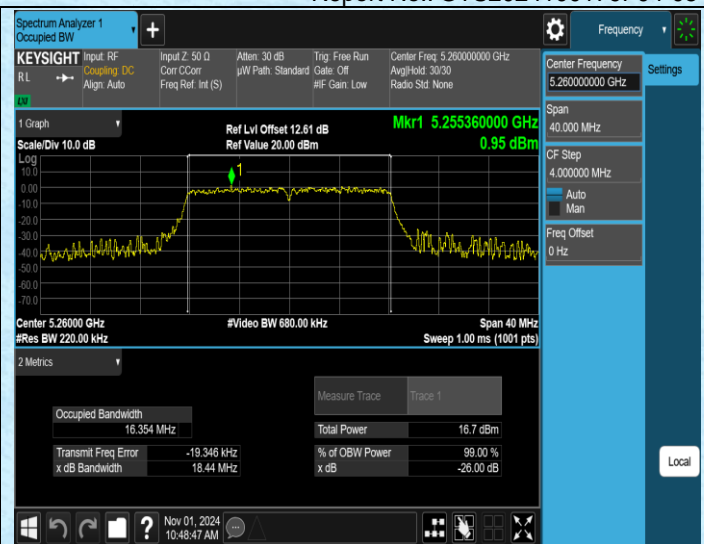 Spectrum Analyzer 1
Occupied BW
+
Frequency
KEYSIGHT
RL
LXI
Input: RF
Coupling: DC
Align: Auto
Input Z: 50 Ω
Corr CCorr
Freq Ref: Int (S)
Atten: 30 dB
µW Path: Standard
Trig: Free Run
Gate: Off
#IF Gain: Low
Center Freq: 5.260000000 GHz
Avg|Hold: 30/30
Radio Std: None
Center Frequency
5.260000000 GHz
Settings
Span
40.000 MHz
CF Step
4.000000 MHz
Auto
Man
Freq Offset
0 Hz
1 Graph
Scale/Div 10.0 dB
Ref Lvl Offset 12.61 dB
Ref Value 20.00 dBm
Mkr1 5.255360000 GHz
0.95 dBm
Log
10.0
0.00
-10.0
-20.0
-30.0
-40.0
-50.0
-60.0
-70.0
1
Center 5.26000 GHz
#Video BW 680.00 kHz
Span 40 MHz
#Res BW 220.00 kHz
Sweep 1.00 ms (1001 pts)
2 Metrics
Measure Trace
Trace 1
Occupied Bandwidth
16.354 MHz
Total Power
16.7 dBm
Transmit Freq Error
-19.346 kHz
% of OBW Power
99.00 %
x dB Bandwidth
18.44 MHz
x dB
-26.00 dB
Local
?
Nov 01, 2024
10:48:47 AM